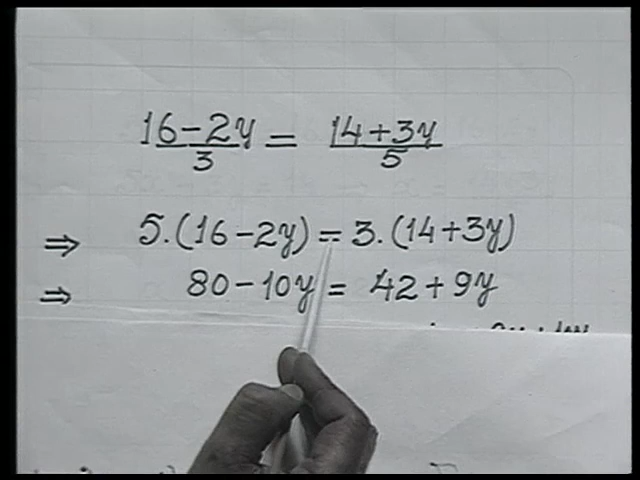 16-2y/3 = 14+3y/5
⇒ 5.(16-2y) = 3.(14+3y)
⇒ 80-10y = 42+9y